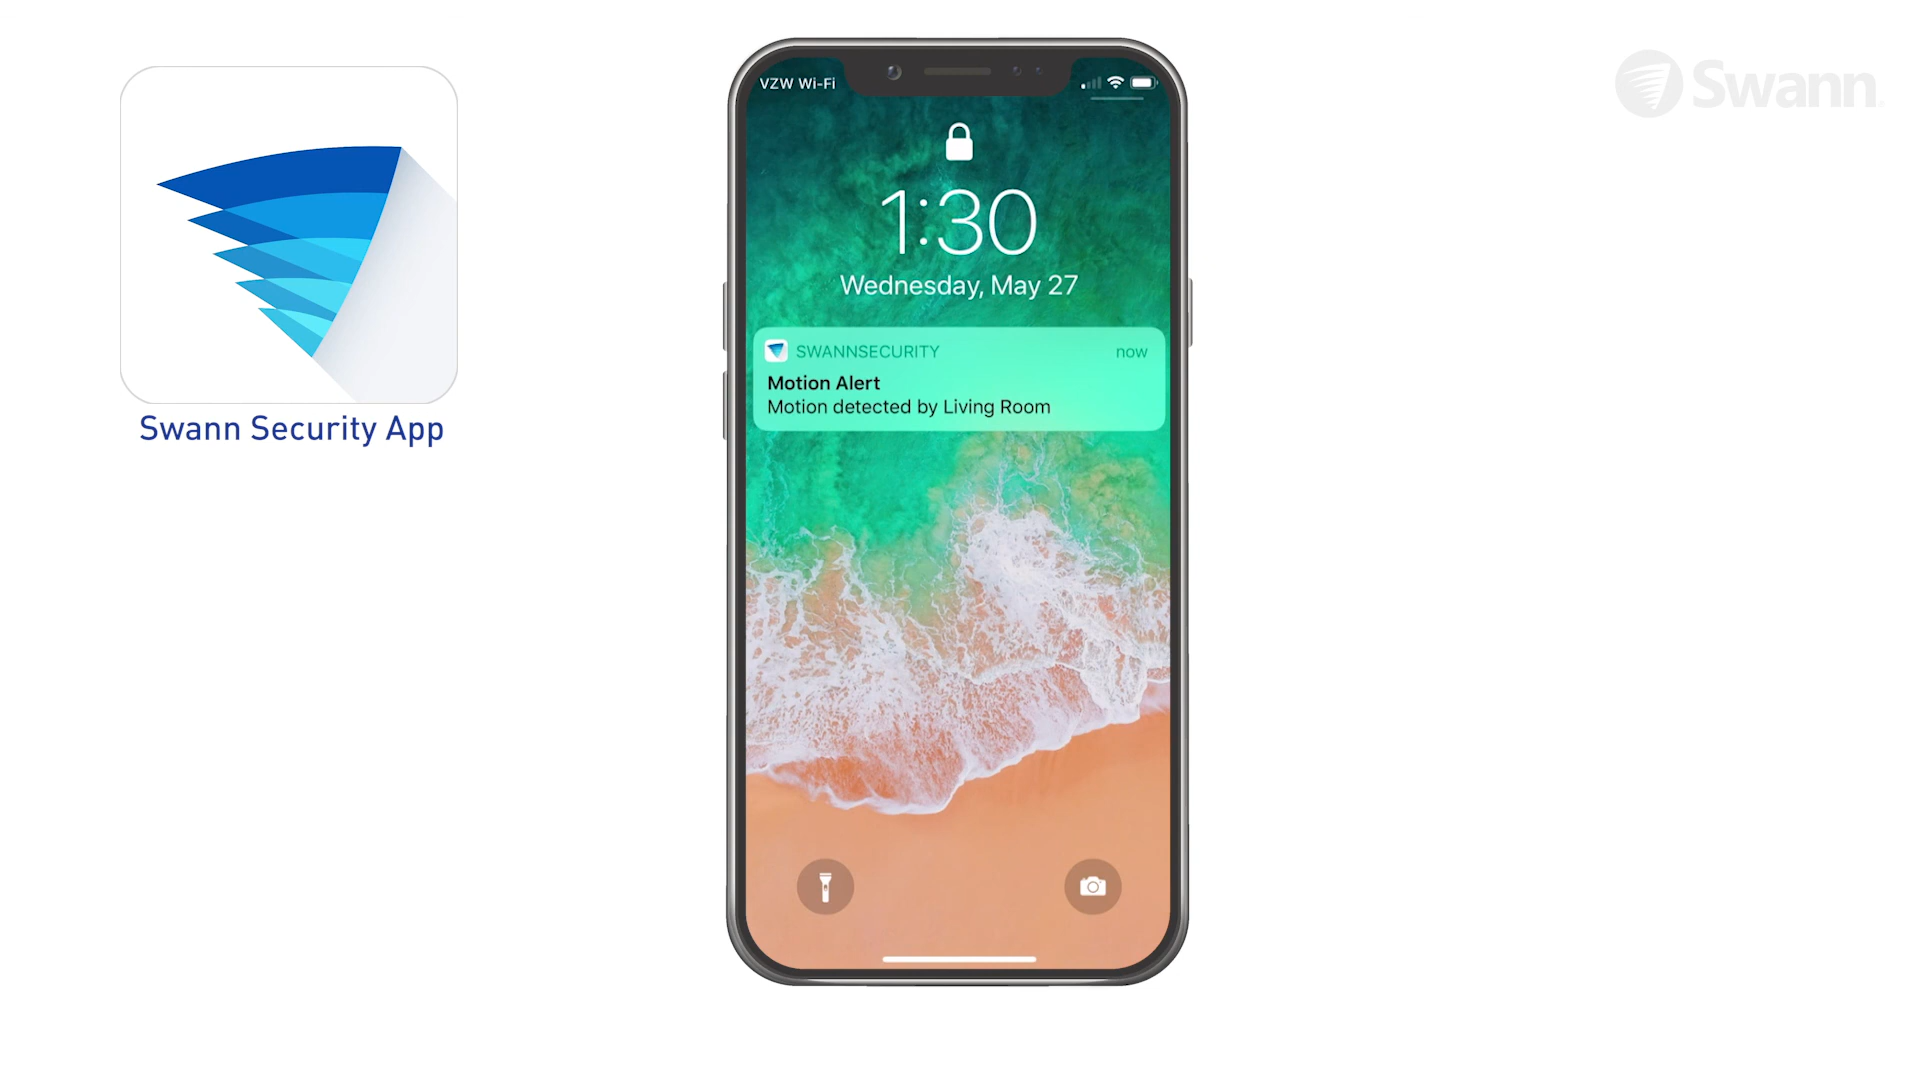 Swann Security App
VZW Wi-Fi
1:30
Wednesday, May 27
SWANNSECURITY now
Motion Alert
Motion detected by Living Room
Swann